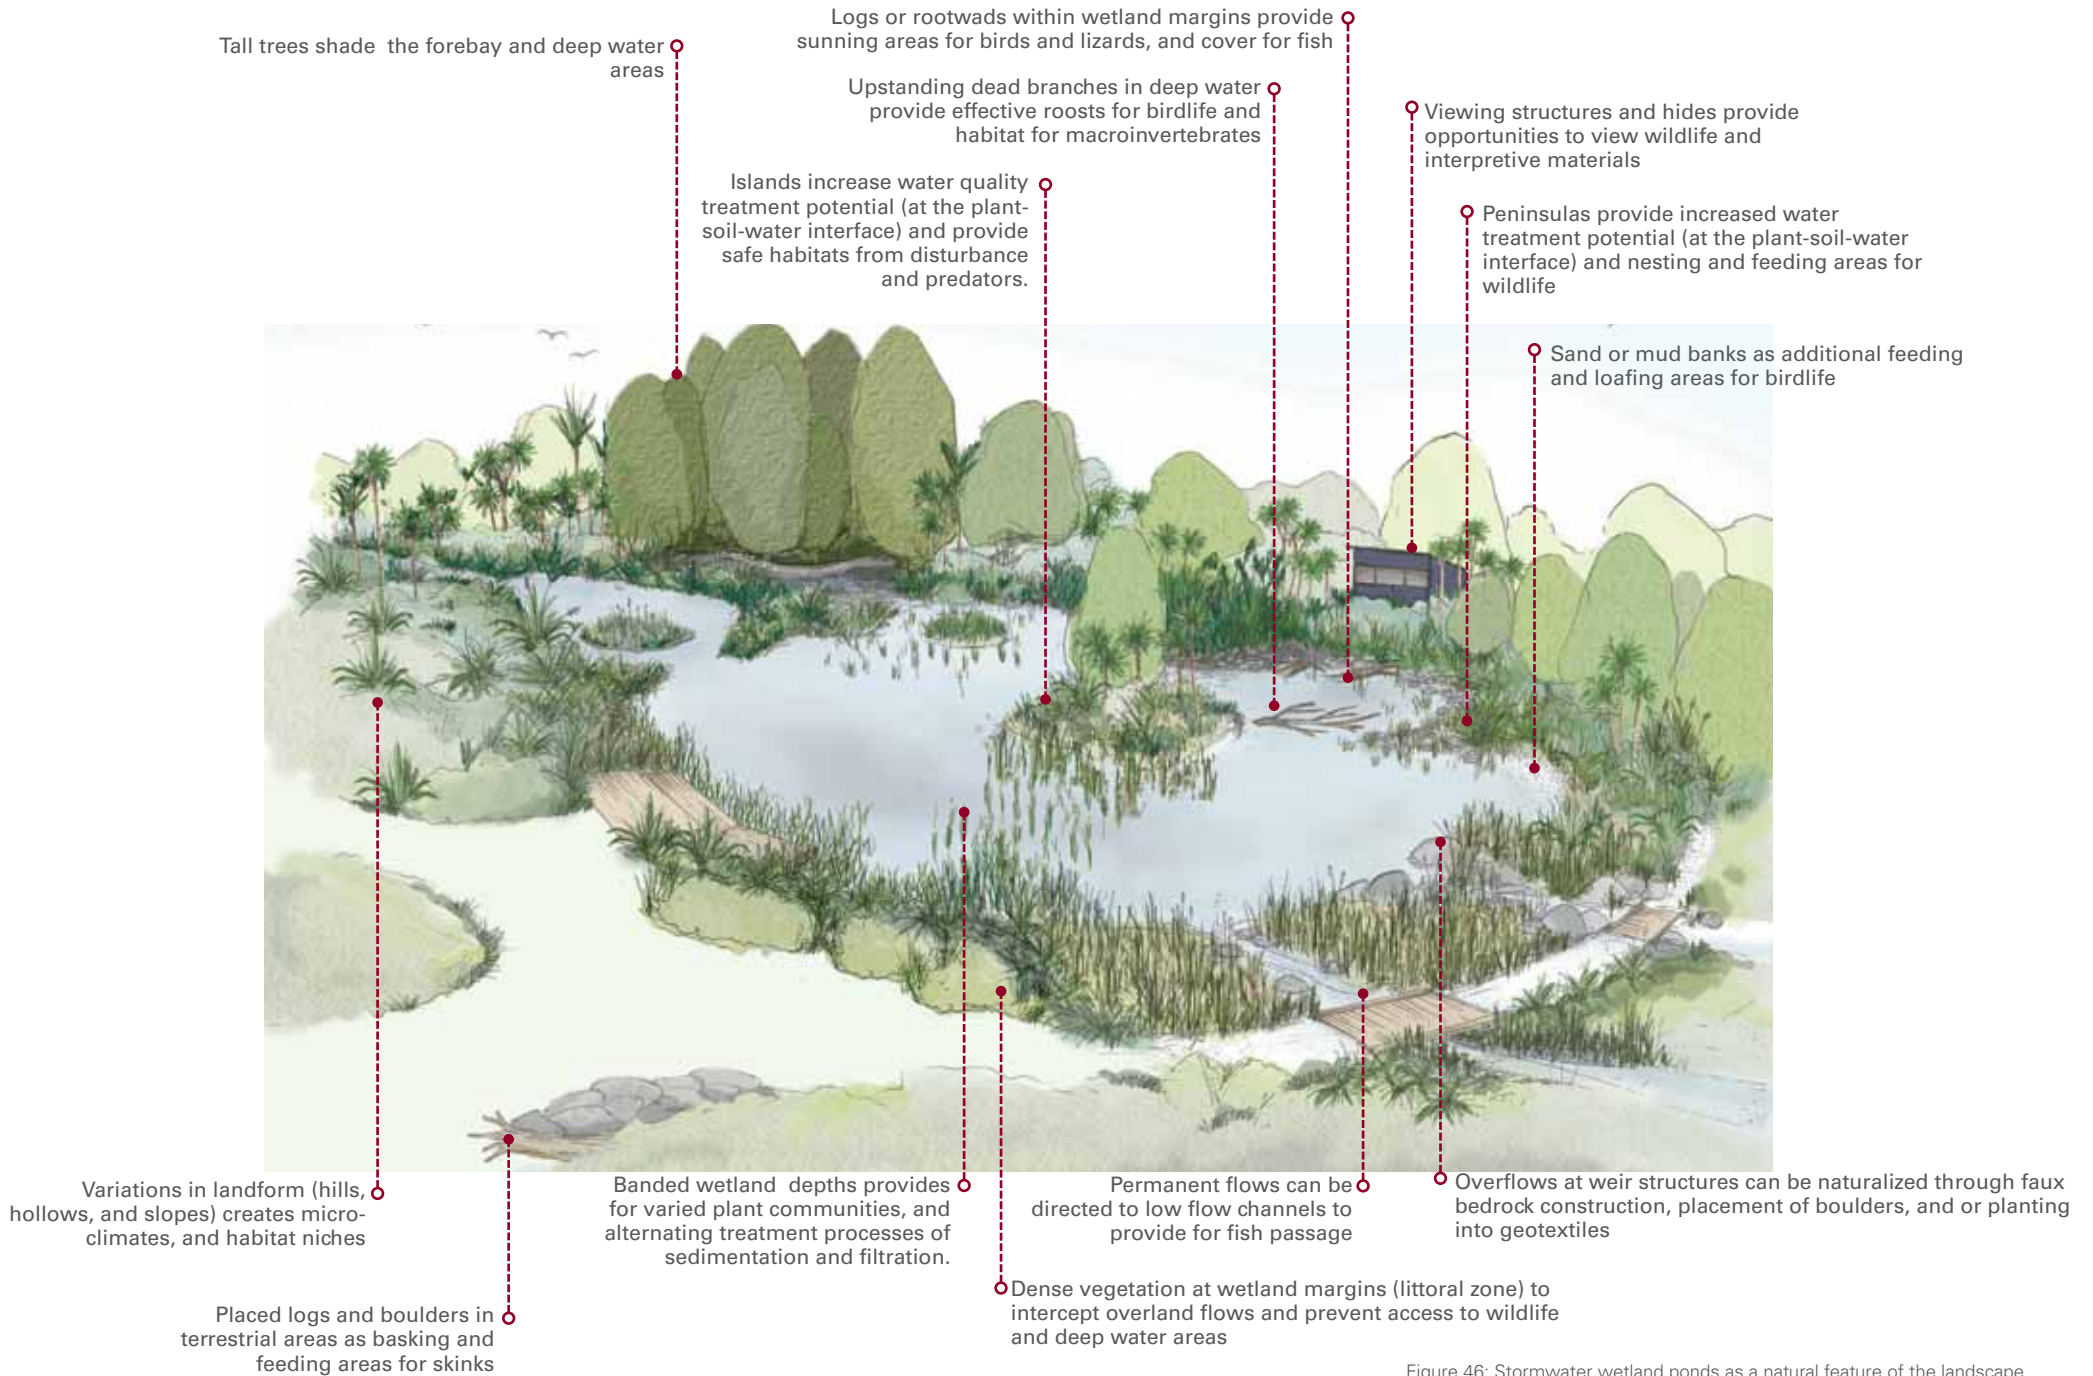 Logs or rootwads within wetland margins provide
sunning areas for birds and lizards, and cover for fish
Tall trees shade  the forebay and deep water
areas
Upstanding dead branches in deep water
provide effective roosts for birdlife and
habitat for macroinvertebrates
Viewing structures and hides provide
opportunities to view wildlife and
interpretive materials
Islands increase water quality
treatment potential (at the plant-
soil-water interface) and provide
safe habitats from disturbance
and predators.
Peninsulas provide increased water
treatment potential (at the plant-soil-water
interface) and nesting and feeding areas for
wildlife
Sand or mud banks as additional feeding
and loafing areas for birdlife
Variations in landform (hills,
hollows, and slopes) creates micro-
climates, and habitat niches
Banded wetland  depths provides
for varied plant communities, and
alternating treatment processes of
sedimentation and filtration.
Permanent flows can be
directed to low flow channels to
provide for fish passage
Overflows at weir structures can be naturalized through faux
bedrock construction, placement of boulders, and or planting
into geotextiles
Dense vegetation at wetland margins (littoral zone) to
intercept overland flows and prevent access to wildlife
and deep water areas
Placed logs and boulders in
terrestrial areas as basking and
feeding areas for skinks
Figure 46: Stormwater wetland ponds as a natural feature of the landscape